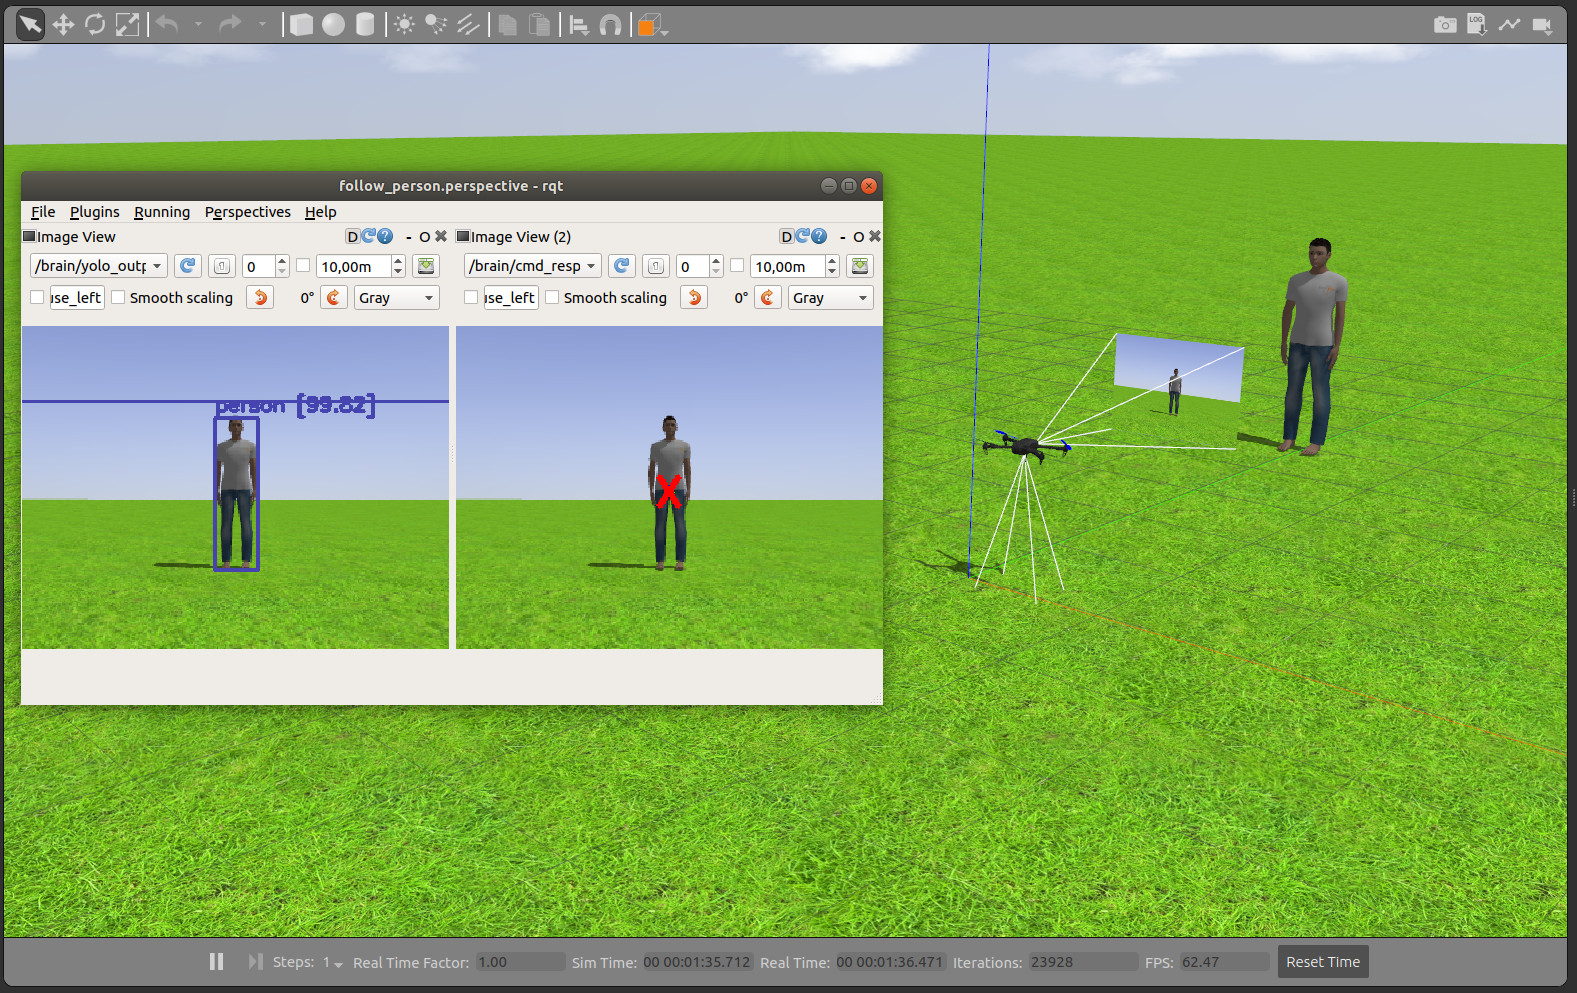 LOG
follow_person.perspective - rqt
File Plugins Running Perspectives Help
Image View D ? - O Image View (2) D ? - O
/brain/yolo_outp 0 10,00m /brain/cmd_resp 0 10,00m
use_left Smooth scaling 0° Gray use_left Smooth scaling 0° Gray
person [99.82]
X
Steps: 1 Real Time Factor: 1.00 Sim Time: 00 00:01:35.712 Real Time: 00 00:01:36.471 Iterations: 23928 FPS: 62.47 Reset Time